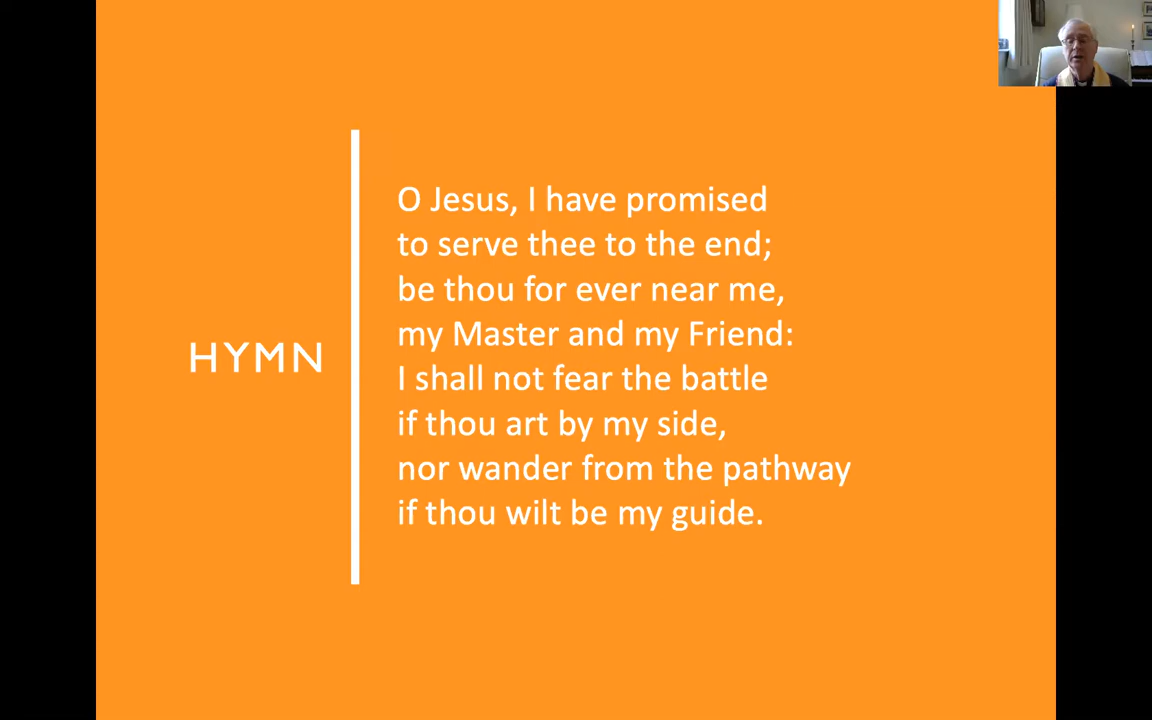 HYMN
O Jesus, I have promised
to serve thee to the end;
be thou for ever near me,
my Master and my Friend:
I shall not fear the battle
if thou art by my side,
nor wander from the pathway
if thou wilt be my guide.